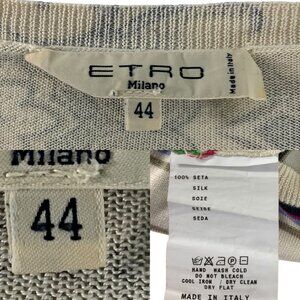 ETRO
Milano
Made in Italy
44
Milano
44
100% SETA
SILK
SOIE
SEIDE
SEDA
HAND WASH COLD
DO NOT BLEACH
COOL IRON / DRY CLEAN
DRY FLAT
MADE IN ITALY